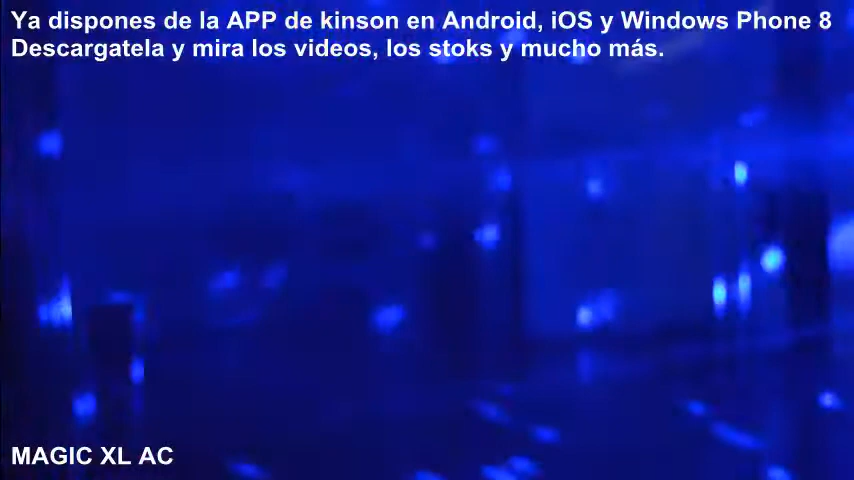 Ya dispones de la APP de kinson en Android, iOS y Windows Phone 8
Descargatela y mira los videos, los stoks y mucho más.
MAGIC XL AC